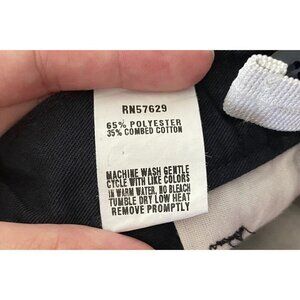 RN57629
65% POLYESTER
35% COMBED COTTON
MACHINE WASH GENTLE
CYCLE WITH LIKE COLORS
IN WARM WATER, NO BLEACH
TUMBLE DRY LOW HEAT
REMOVE PROMPTLY